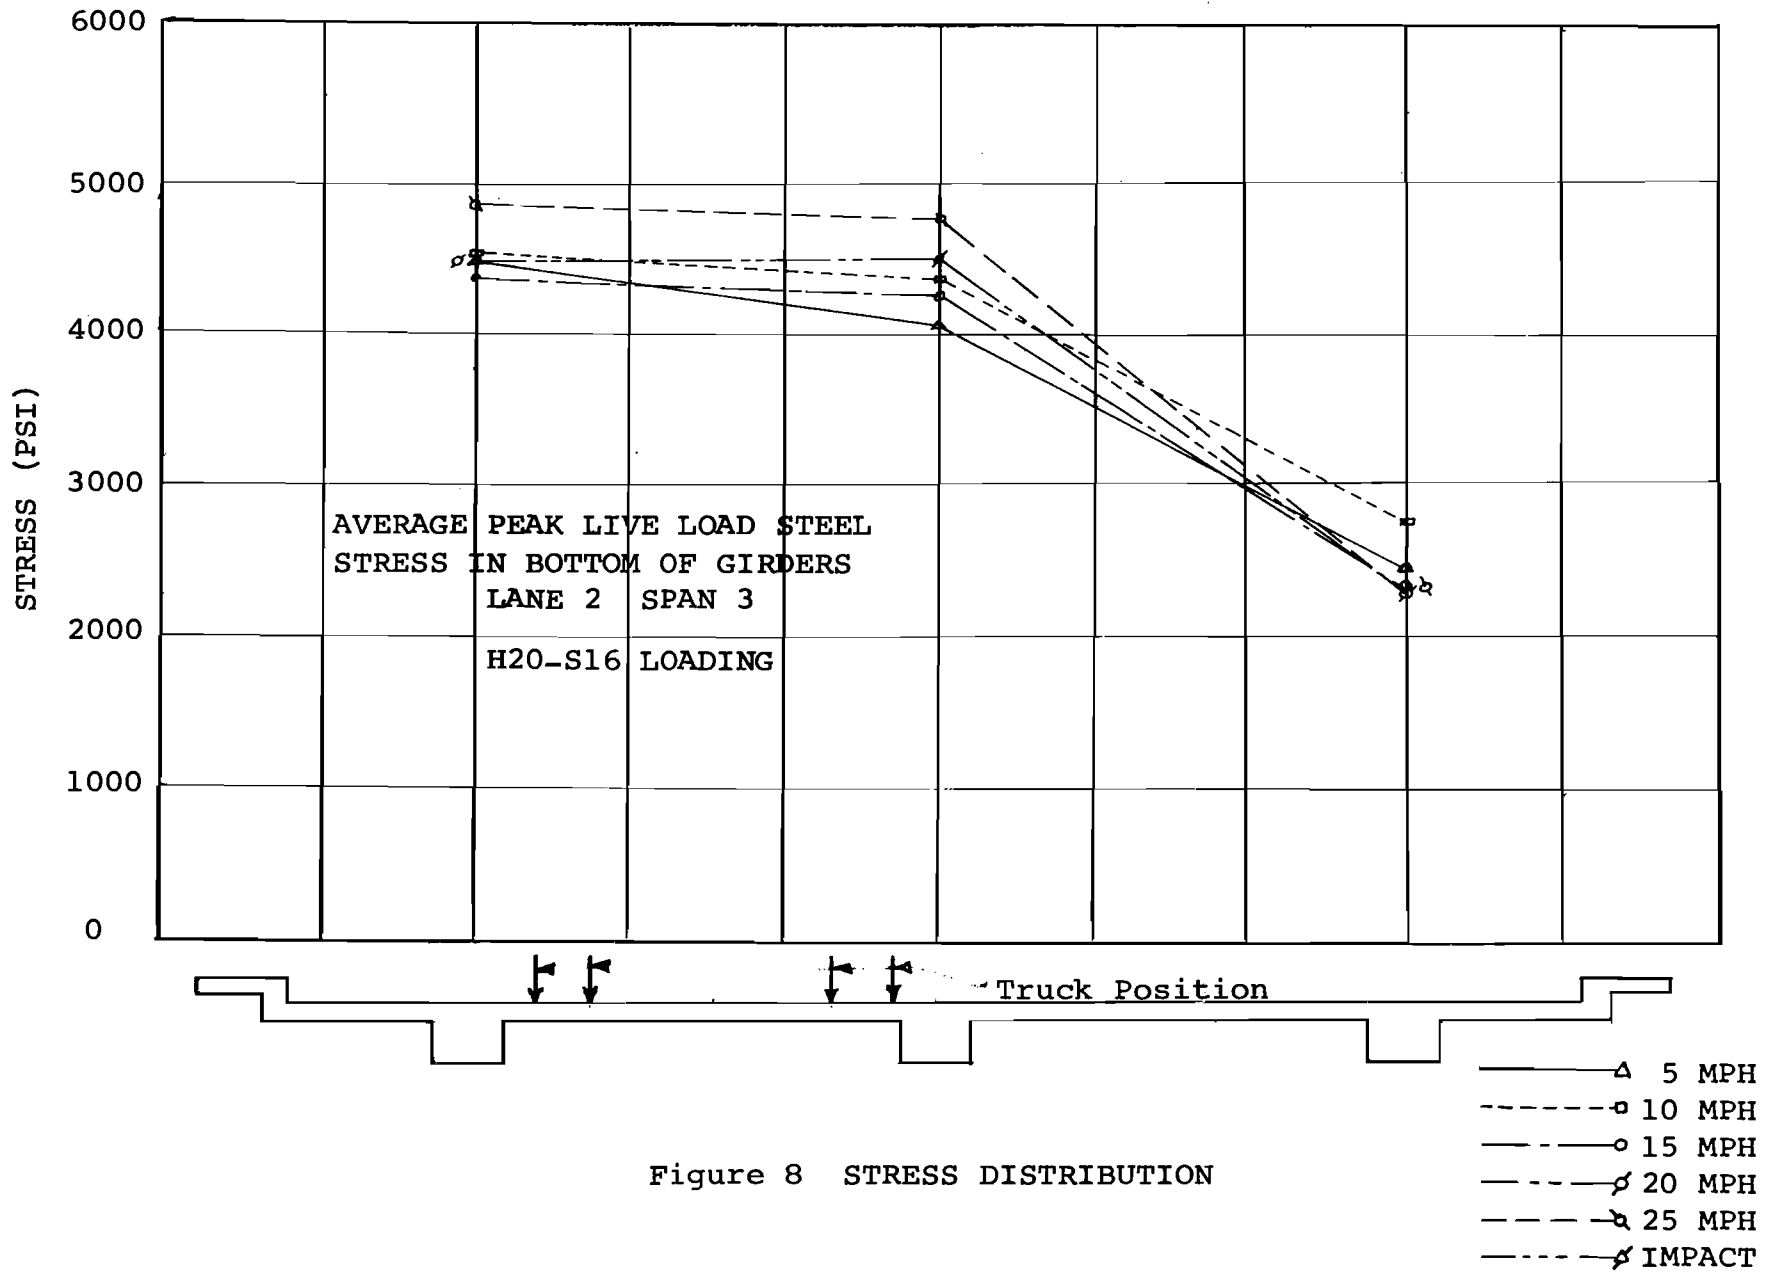 6000
5000
4000
3000
2000
1000
0
STRESS (PSI)
AVERAGE PEAK LIVE LOAD STEEL
STRESS IN BOTTOM OF GIRDERS
LANE 2 SPAN 3
H20-S16 LOADING
Truck Position
5 MPH
10 MPH
15 MPH
20 MPH
25 MPH
IMPACT
Figure 8 STRESS DISTRIBUTION